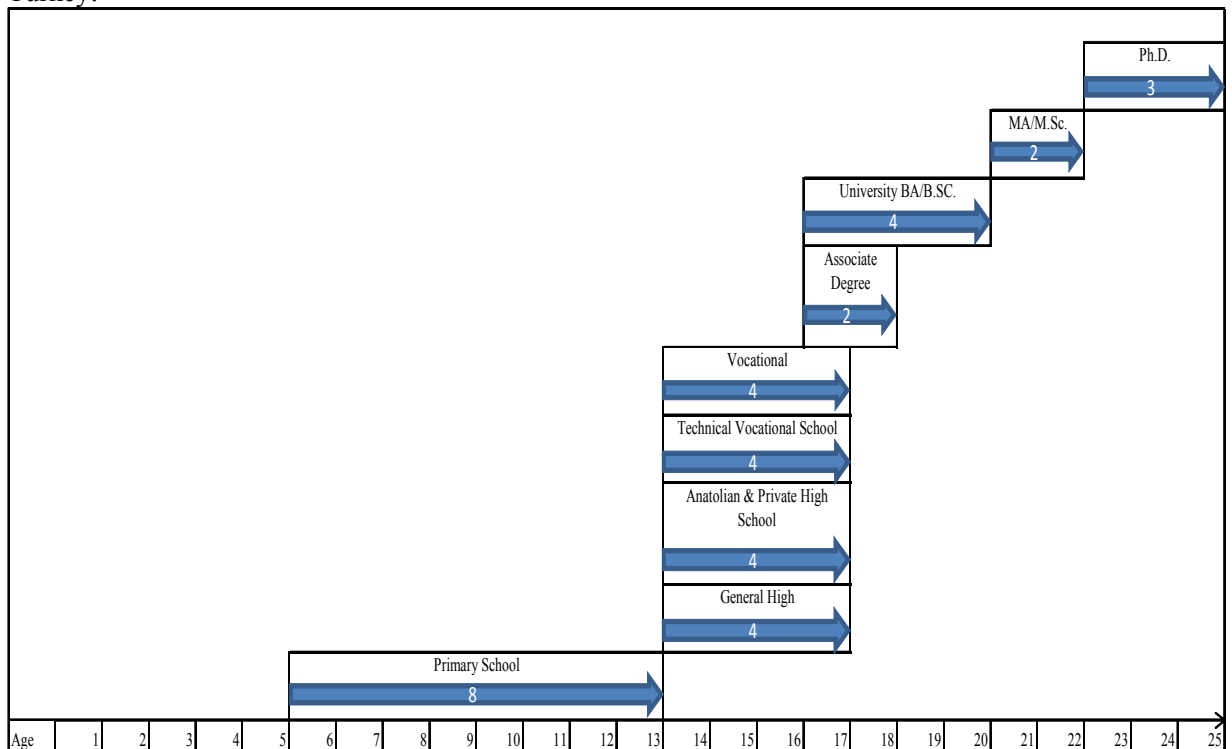 Turkey.
Ph.D.
3
MA/M.Sc.
2
University BA/B.SC.
4
Associate
Degree
2
Vocational
4
Technical Vocational School
4
Anatolian & Private High
School
4
General High
4
Primary School
8
Age 1 2 3 4 5 6 7 8 9 10 11 12 13 14 15 16 17 18 19 20 21 22 23 24 25